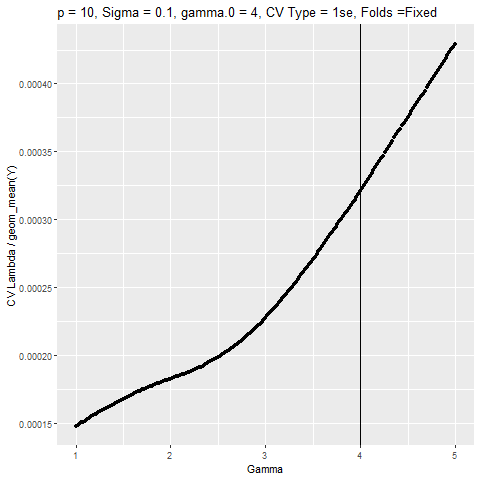 p = 10, Sigma = 0.1, gamma.0 = 4, CV Type = 1se, Folds =Fixed
CV Lambda / geom_mean(Y)
0.00040
0.00035
0.00030
0.00025
0.00020
0.00015
1 2 3 4 5
Gamma